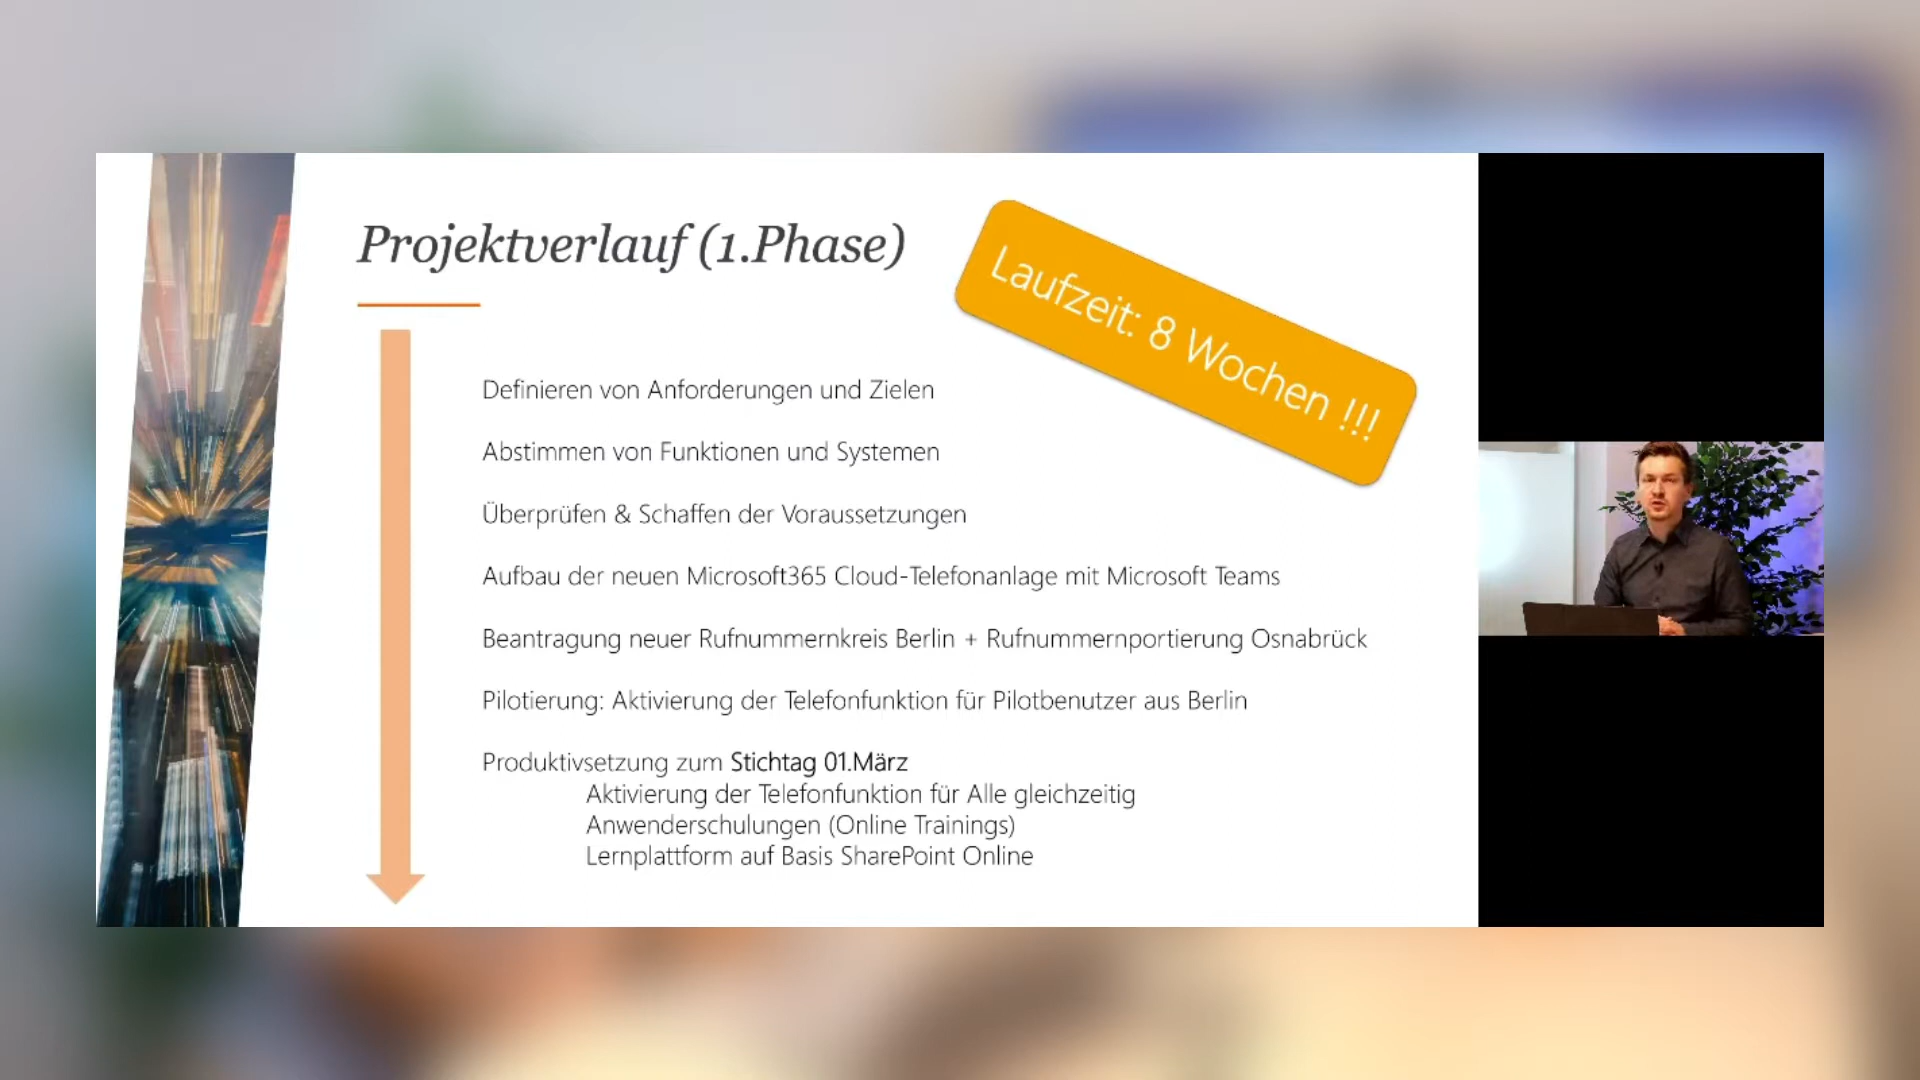 Projektverlauf (1.Phase)
Laufzeit: 8 Wochen !!!
Definieren von Anforderungen und Zielen
Abstimmen von Funktionen und Systemen
Überprüfen & Schaffen der Voraussetzungen
Aufbau der neuen Microsoft365 Cloud-Telefonanlage mit Microsoft Teams
Beantragung neuer Rufnummernkreis Berlin + Rufnummernportierung Osnabrück
Pilotierung: Aktivierung der Telefonfunktion für Pilotbenutzer aus Berlin
Produktivsetzung zum Stichtag 01.März
Aktivierung der Telefonfunktion für Alle gleichzeitig
Anwenderschulungen (Online Trainings)
Lernplattform auf Basis SharePoint Online